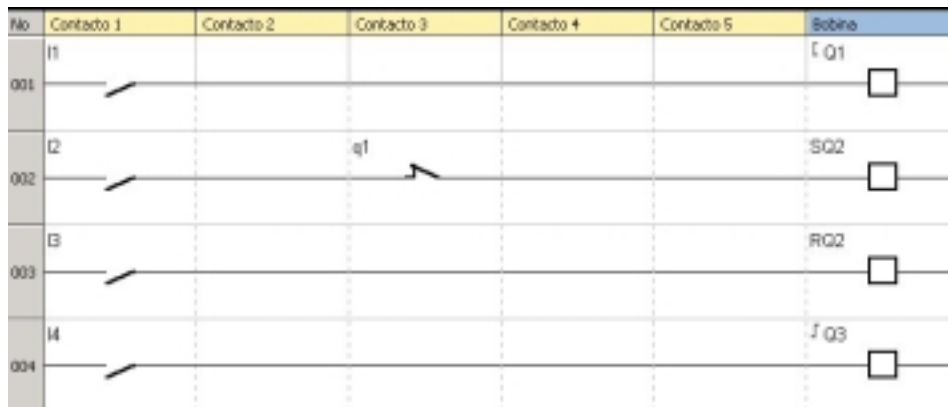 No Contacto 1 Contacto 2 Contacto 3 Contacto 4 Contacto 5 Bobina
I1 [ Q1
001
I2 q1 SQ2
002
I3 RQ2
003
I4 ∫ Q3
004